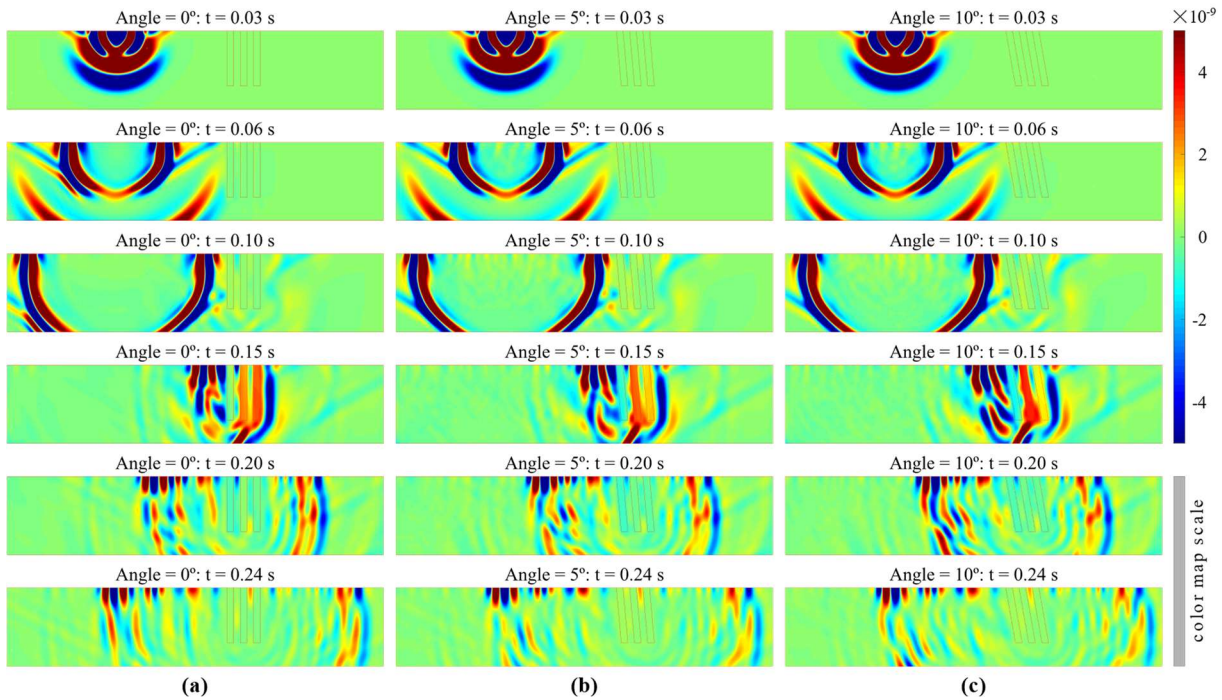 Angle = 0º: t = 0.03 s
Angle = 5º: t = 0.03 s
Angle = 10º: t = 0.03 s
×10⁻⁹
Angle = 0º: t = 0.06 s
Angle = 5º: t = 0.06 s
Angle = 10º: t = 0.06 s
4
2
Angle = 0º: t = 0.10 s
Angle = 5º: t = 0.10 s
Angle = 10º: t = 0.10 s
0
-2
Angle = 0º: t = 0.15 s
Angle = 5º: t = 0.15 s
Angle = 10º: t = 0.15 s
-4
Angle = 0º: t = 0.20 s
Angle = 5º: t = 0.20 s
Angle = 10º: t = 0.20 s
Angle = 0º: t = 0.24 s
Angle = 5º: t = 0.24 s
Angle = 10º: t = 0.24 s
color map scale
(a)
(b)
(c)